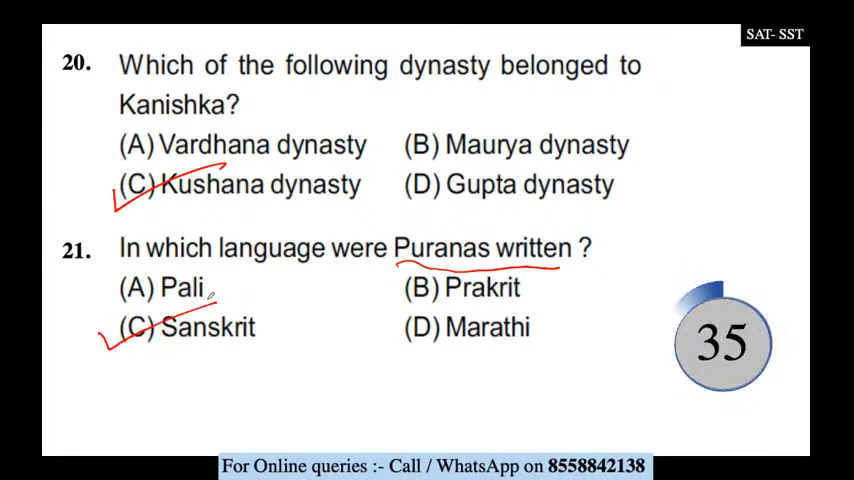 SAT- SST
20. Which of the following dynasty belonged to
Kanishka?
(A) Vardhana dynasty (B) Maurya dynasty
(C) Kushana dynasty (D) Gupta dynasty
21. In which language were Puranas written ?
(A) Pali (B) Prakrit
(C) Sanskrit (D) Marathi
35
For Online queries :- Call / WhatsApp on 8558842138